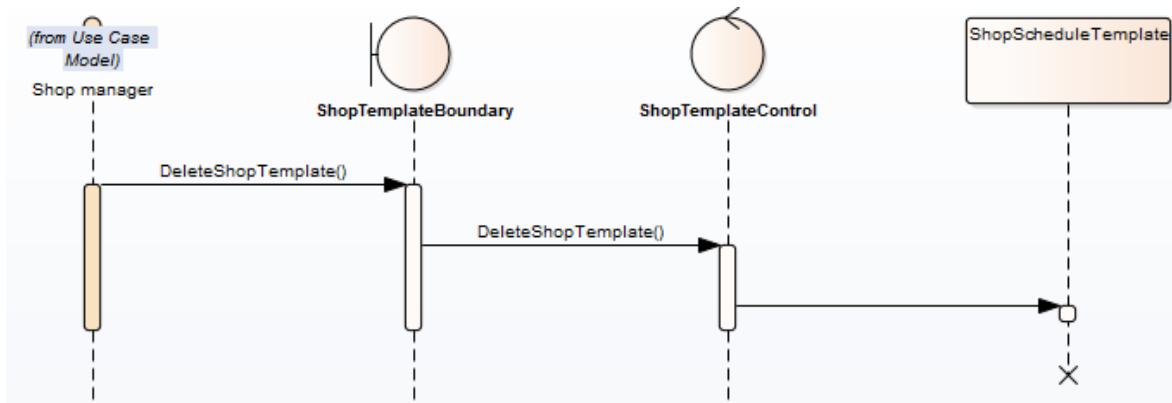 (from Use Case
Model)
Shop manager
ShopTemplateBoundary
ShopTemplateControl
ShopScheduleTemplate
DeleteShopTemplate()
DeleteShopTemplate()